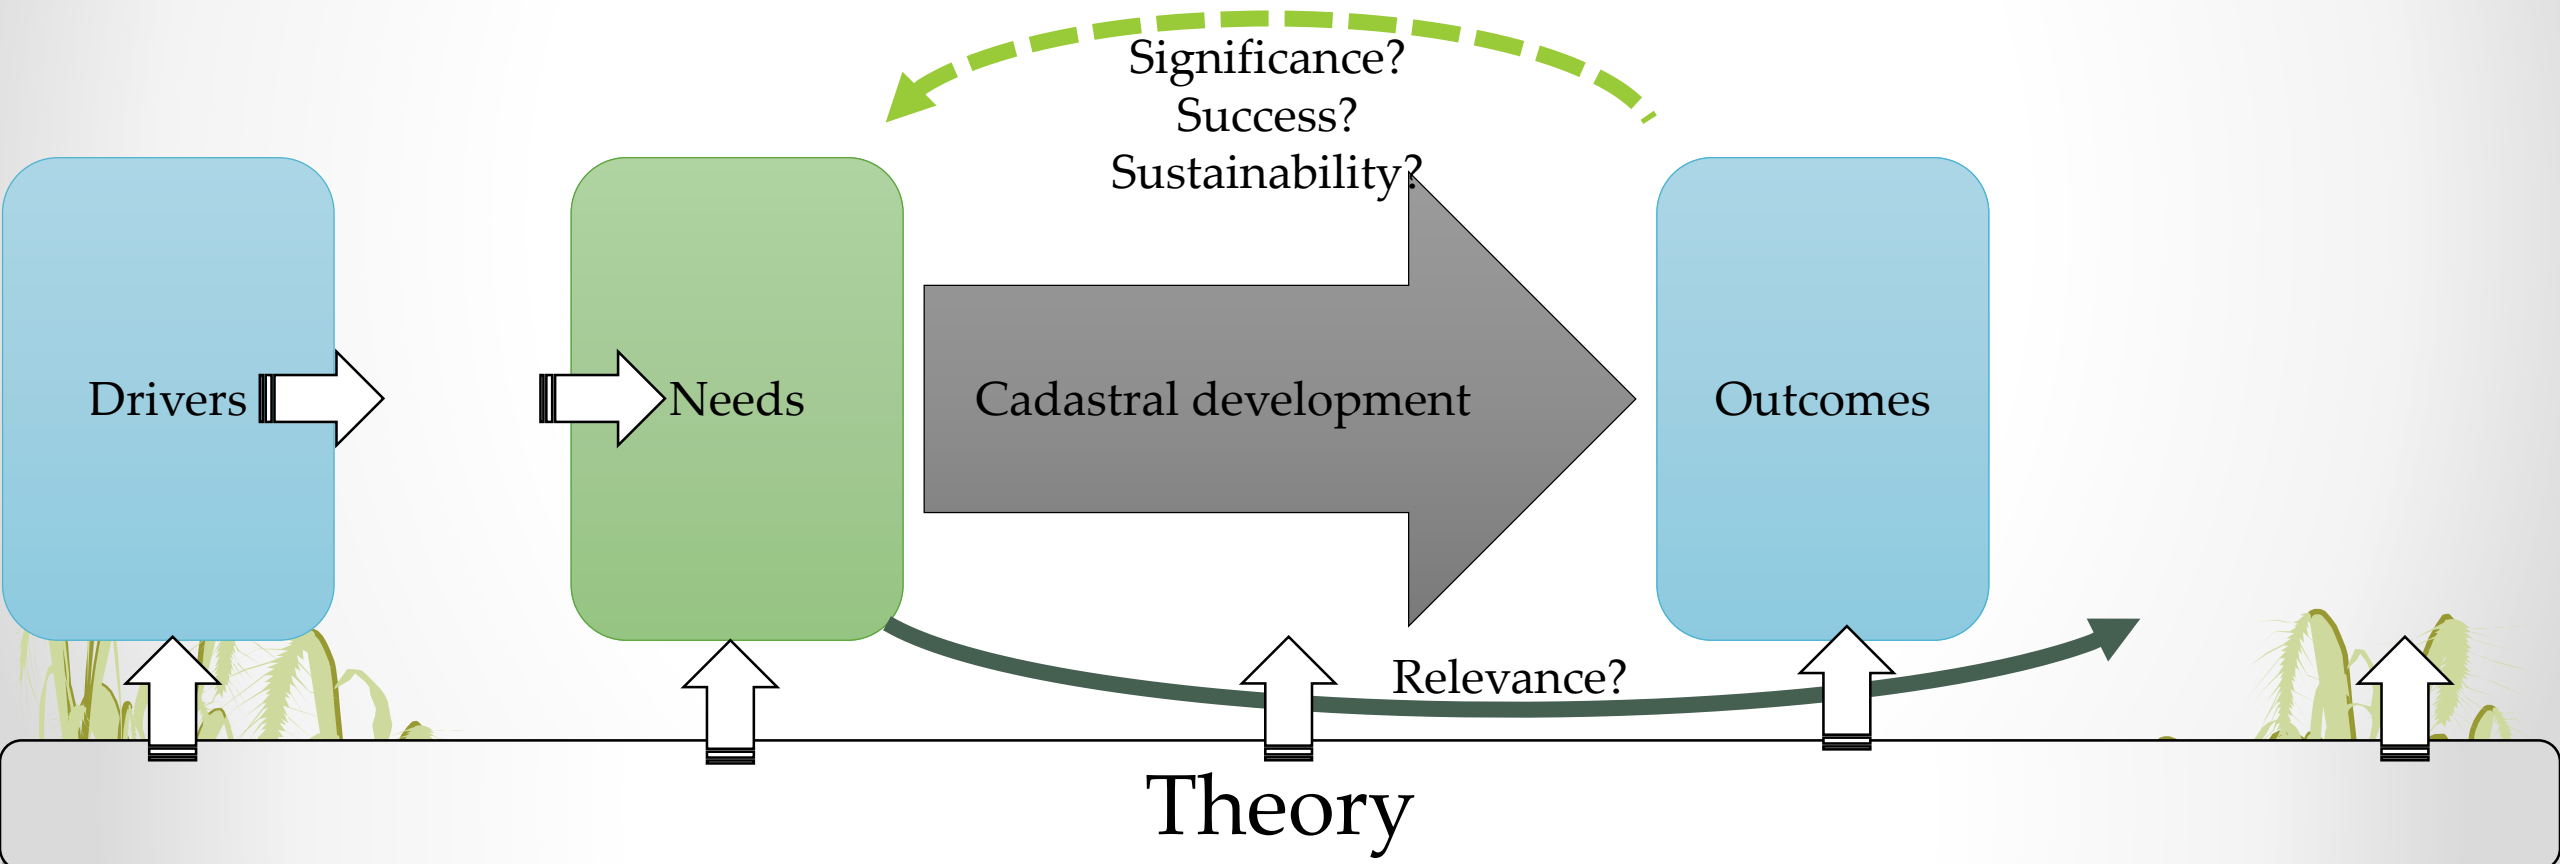 Significance?
Success?
Sustainability?
Drivers
Needs
Cadastral development
Outcomes
Relevance?
Theory